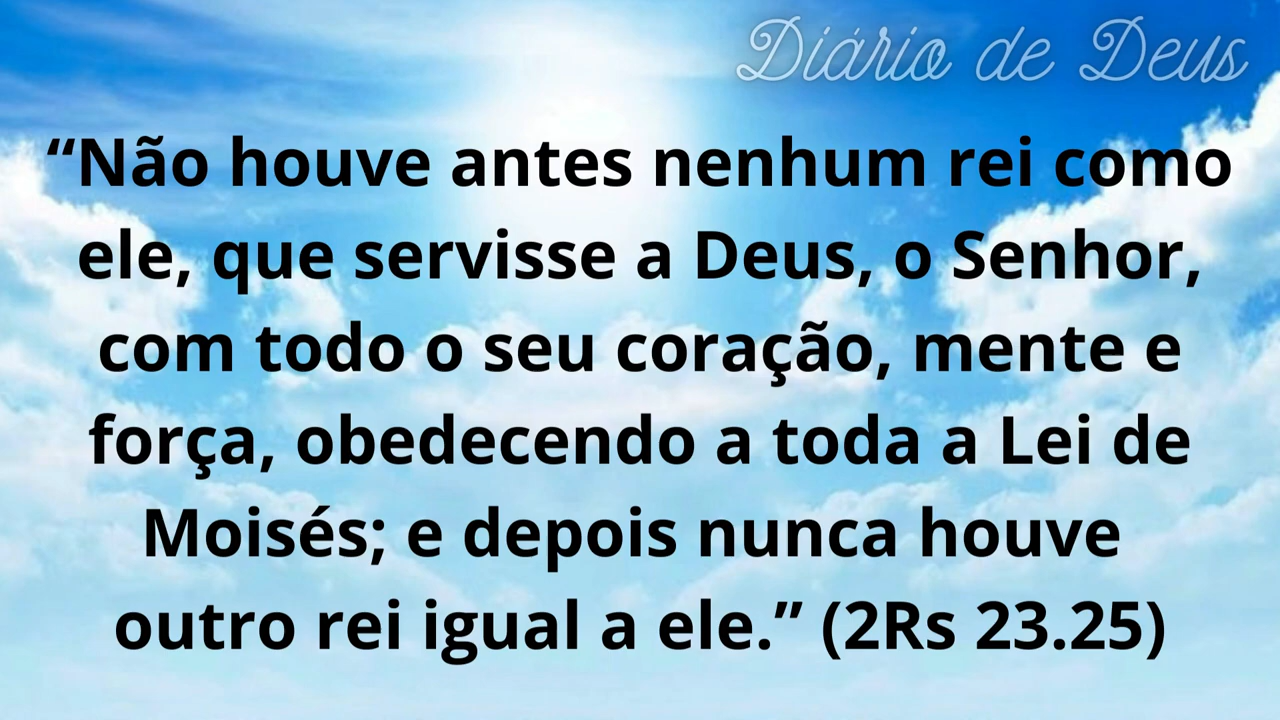 Diário de Deus
“Não houve antes nenhum rei como
ele, que servisse a Deus, o Senhor,
com todo o seu coração, mente e
força, obedecendo a toda a Lei de
Moisés; e depois nunca houve
outro rei igual a ele.” (2Rs 23.25)